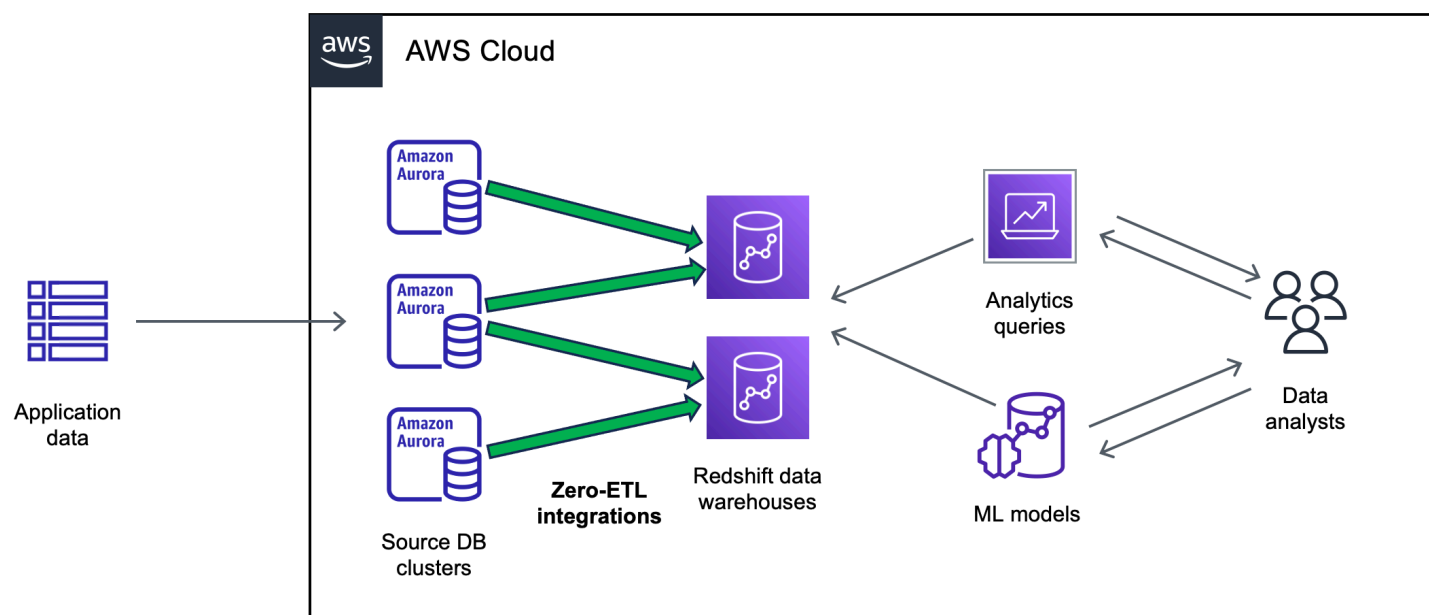 aws
AWS Cloud
Amazon
Aurora
Amazon
Aurora
Amazon
Aurora
Application
data
Source DB
clusters
Zero-ETL
integrations
Redshift data
warehouses
Analytics
queries
ML models
Data
analysts